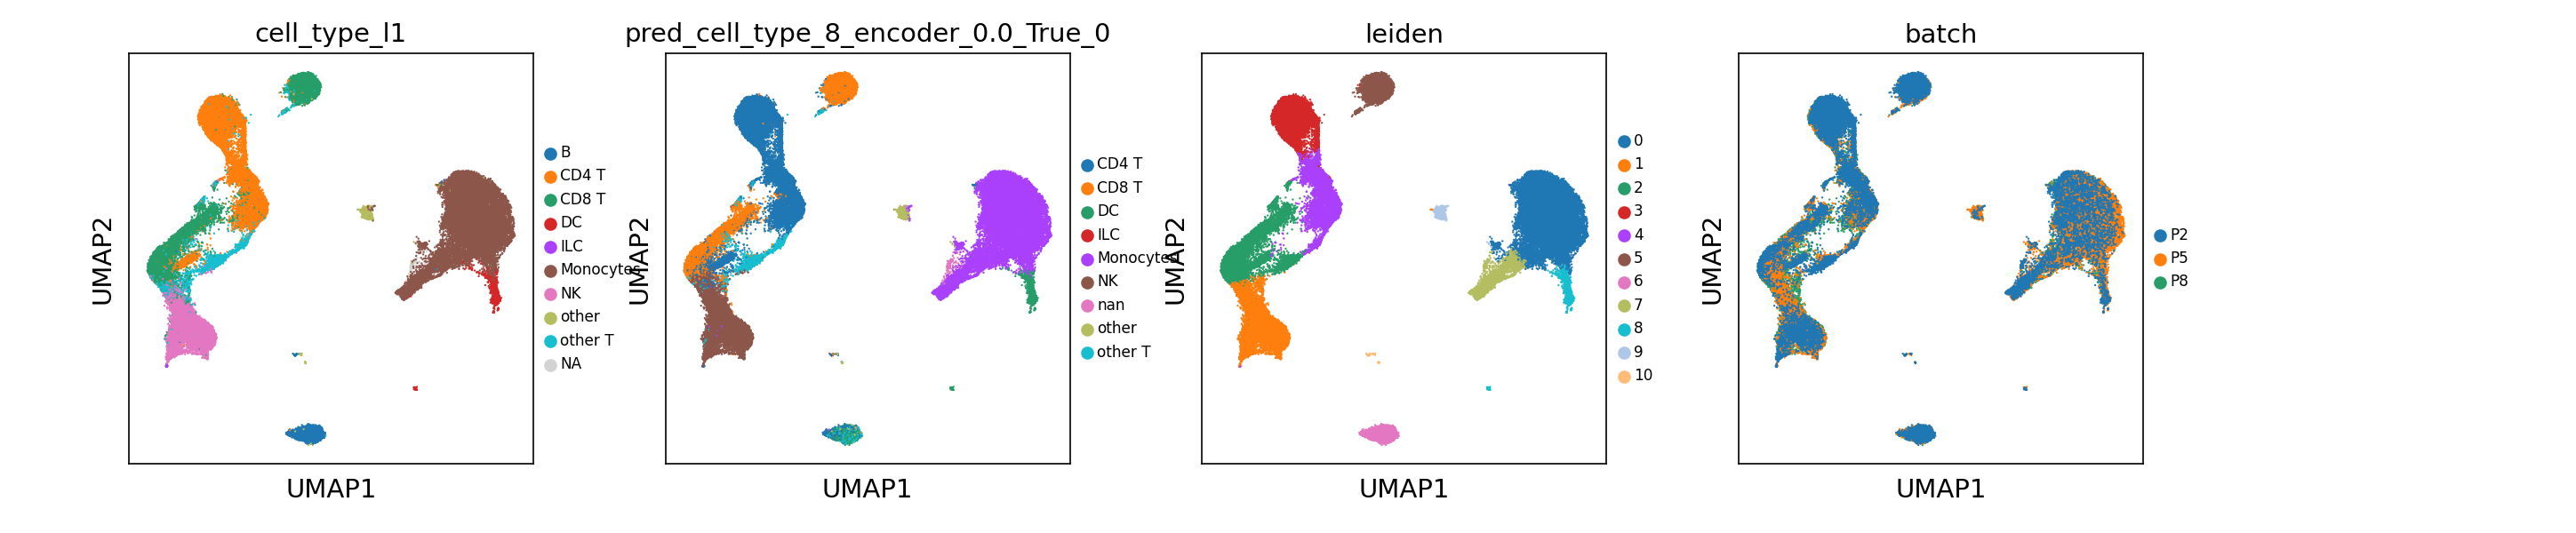 cell_type_l1
UMAP2
UMAP1
B
CD4 T
CD8 T
DC
ILC
Monocytes
NK
other
other T
NA
pred_cell_type_8_encoder_0.0_True_0
UMAP2
UMAP1
CD4 T
CD8 T
DC
ILC
Monocytes
NK
nan
other
other T
leiden
UMAP2
UMAP1
0
1
2
3
4
5
6
7
8
9
10
batch
UMAP2
UMAP1
P2
P5
P8